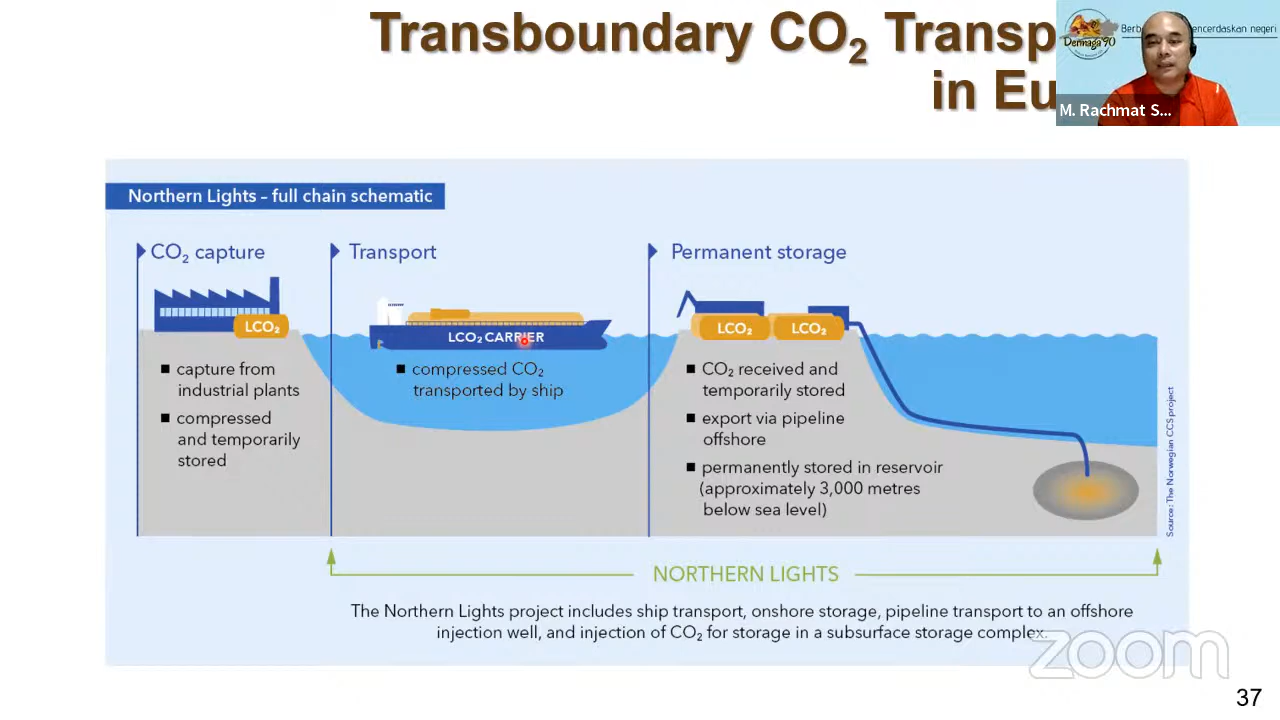 Transboundary CO₂ Transp
in Eu
Dermaga 90
M. Rachmat S...
Northern Lights – full chain schematic
CO₂ capture
Transport
Permanent storage
LCO₂
LCO₂ CARRIER
LCO₂
LCO₂
■ capture from
industrial plants
■ compressed
and temporarily
stored
■ compressed CO₂
transported by ship
■ CO₂ received and
temporarily stored
■ export via pipeline
offshore
■ permanently stored in reservoir
(approximately 3,000 metres
below sea level)
Source: The Norwegian CCS project
NORTHERN LIGHTS
The Northern Lights project includes ship transport, onshore storage, pipeline transport to an offshore
injection well, and injection of CO₂ for storage in a subsurface storage complex.
zoom
37